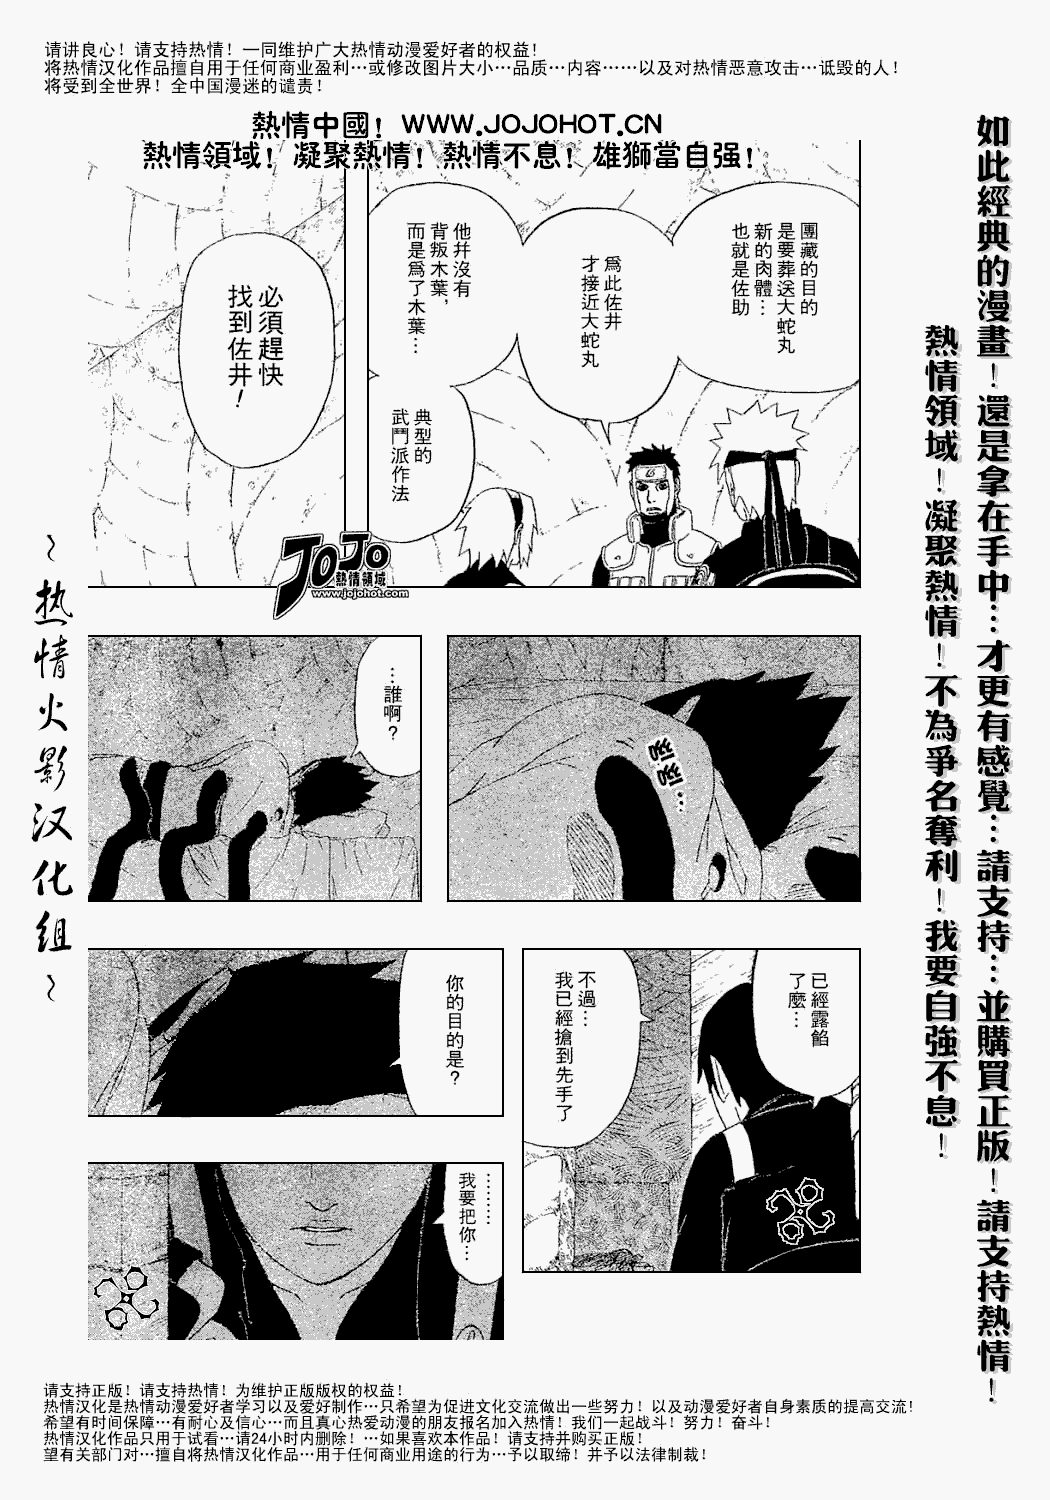 请讲良心！请支持热情！一同维护广大热情动漫爱好者的权益！
将热情汉化作品擅自用于任何商业盈利…或修改图片大小…品质…内容……以及对热情恶意攻击…诋毁的人！
将受到全世界！全中国漫迷的谴责！
熱情中國！WWW.JOJOHOT.CN
熱情領域！凝聚熱情！熱情不息！雄獅當自强！
如此經典的漫畫！還是拿在手中…才更有感覺…請支持…並購買正版！請支持熱情！
熱情領域！凝聚熱情！不為爭名奪利！我要自強不息！
團藏的目的
是要葬送大蛇丸
新的肉體…
也就是佐助
爲此佐井
才接近大蛇丸
他幷沒有
背叛木葉，
而是爲了木葉…
典型的
武鬥派作法
必須趕快
找到佐井！
JOJO
熱情領域
www.jojohot.com
窸窣…
…誰啊？
已經露餡
了麼…
不過…
我已經搶到先手了
你的目的是？
………
我要把你…
~热情火影汉化组~
请支持正版！请支持热情！为维护正版版权的权益！
热情汉化是热情动漫爱好者学习以及爱好制作…只希望为促进文化交流做出一些努力！以及动漫爱好者自身素质的提高交流！
希望有时间保障…有耐心及信心…而且真心热爱动漫的朋友报名加入热情！我们一起战斗！努力！奋斗！
热情汉化作品只用于试看…请24小时内删除！…如果喜欢本作品！请支持并购买正版！
望有关部门对…擅自将热情汉化作品…用于任何商业用途的行为…予以取缔！并予以法律制裁！